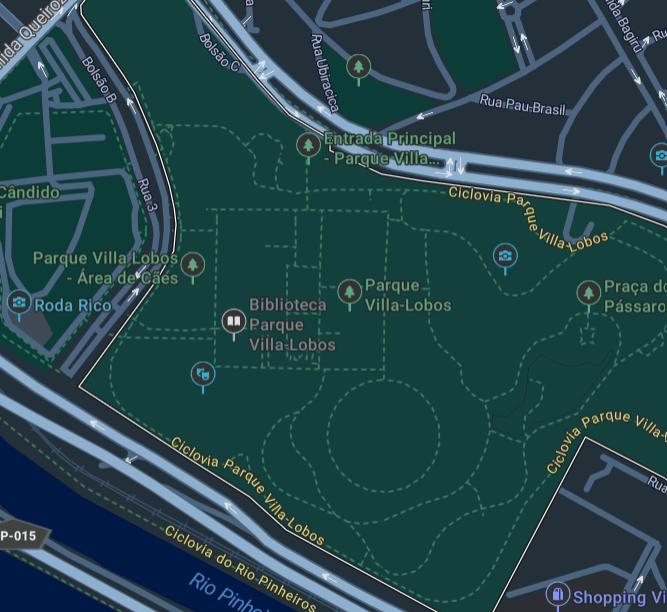 nida Queiroz
Bolsão B
Bolsão C
Rua Ubiracica
Rua Pau Brasil
da Bagiru
Entrada Principal
- Parque Villa...
Ciclovia Parque Villa-Lobos
Rua 3
Cândido
Parque Villa Lobos
- Área de Cães
Roda Rico
Biblioteca
Parque
Villa-Lobos
Parque
Villa-Lobos
Praça do
Pássaro
Ciclovia Parque Villa-Lobos
Ciclovia Parque Villa-L
Rua
P-015
Ciclovia do Rio Pinheiros
Rio Pinhei
Shopping Vi